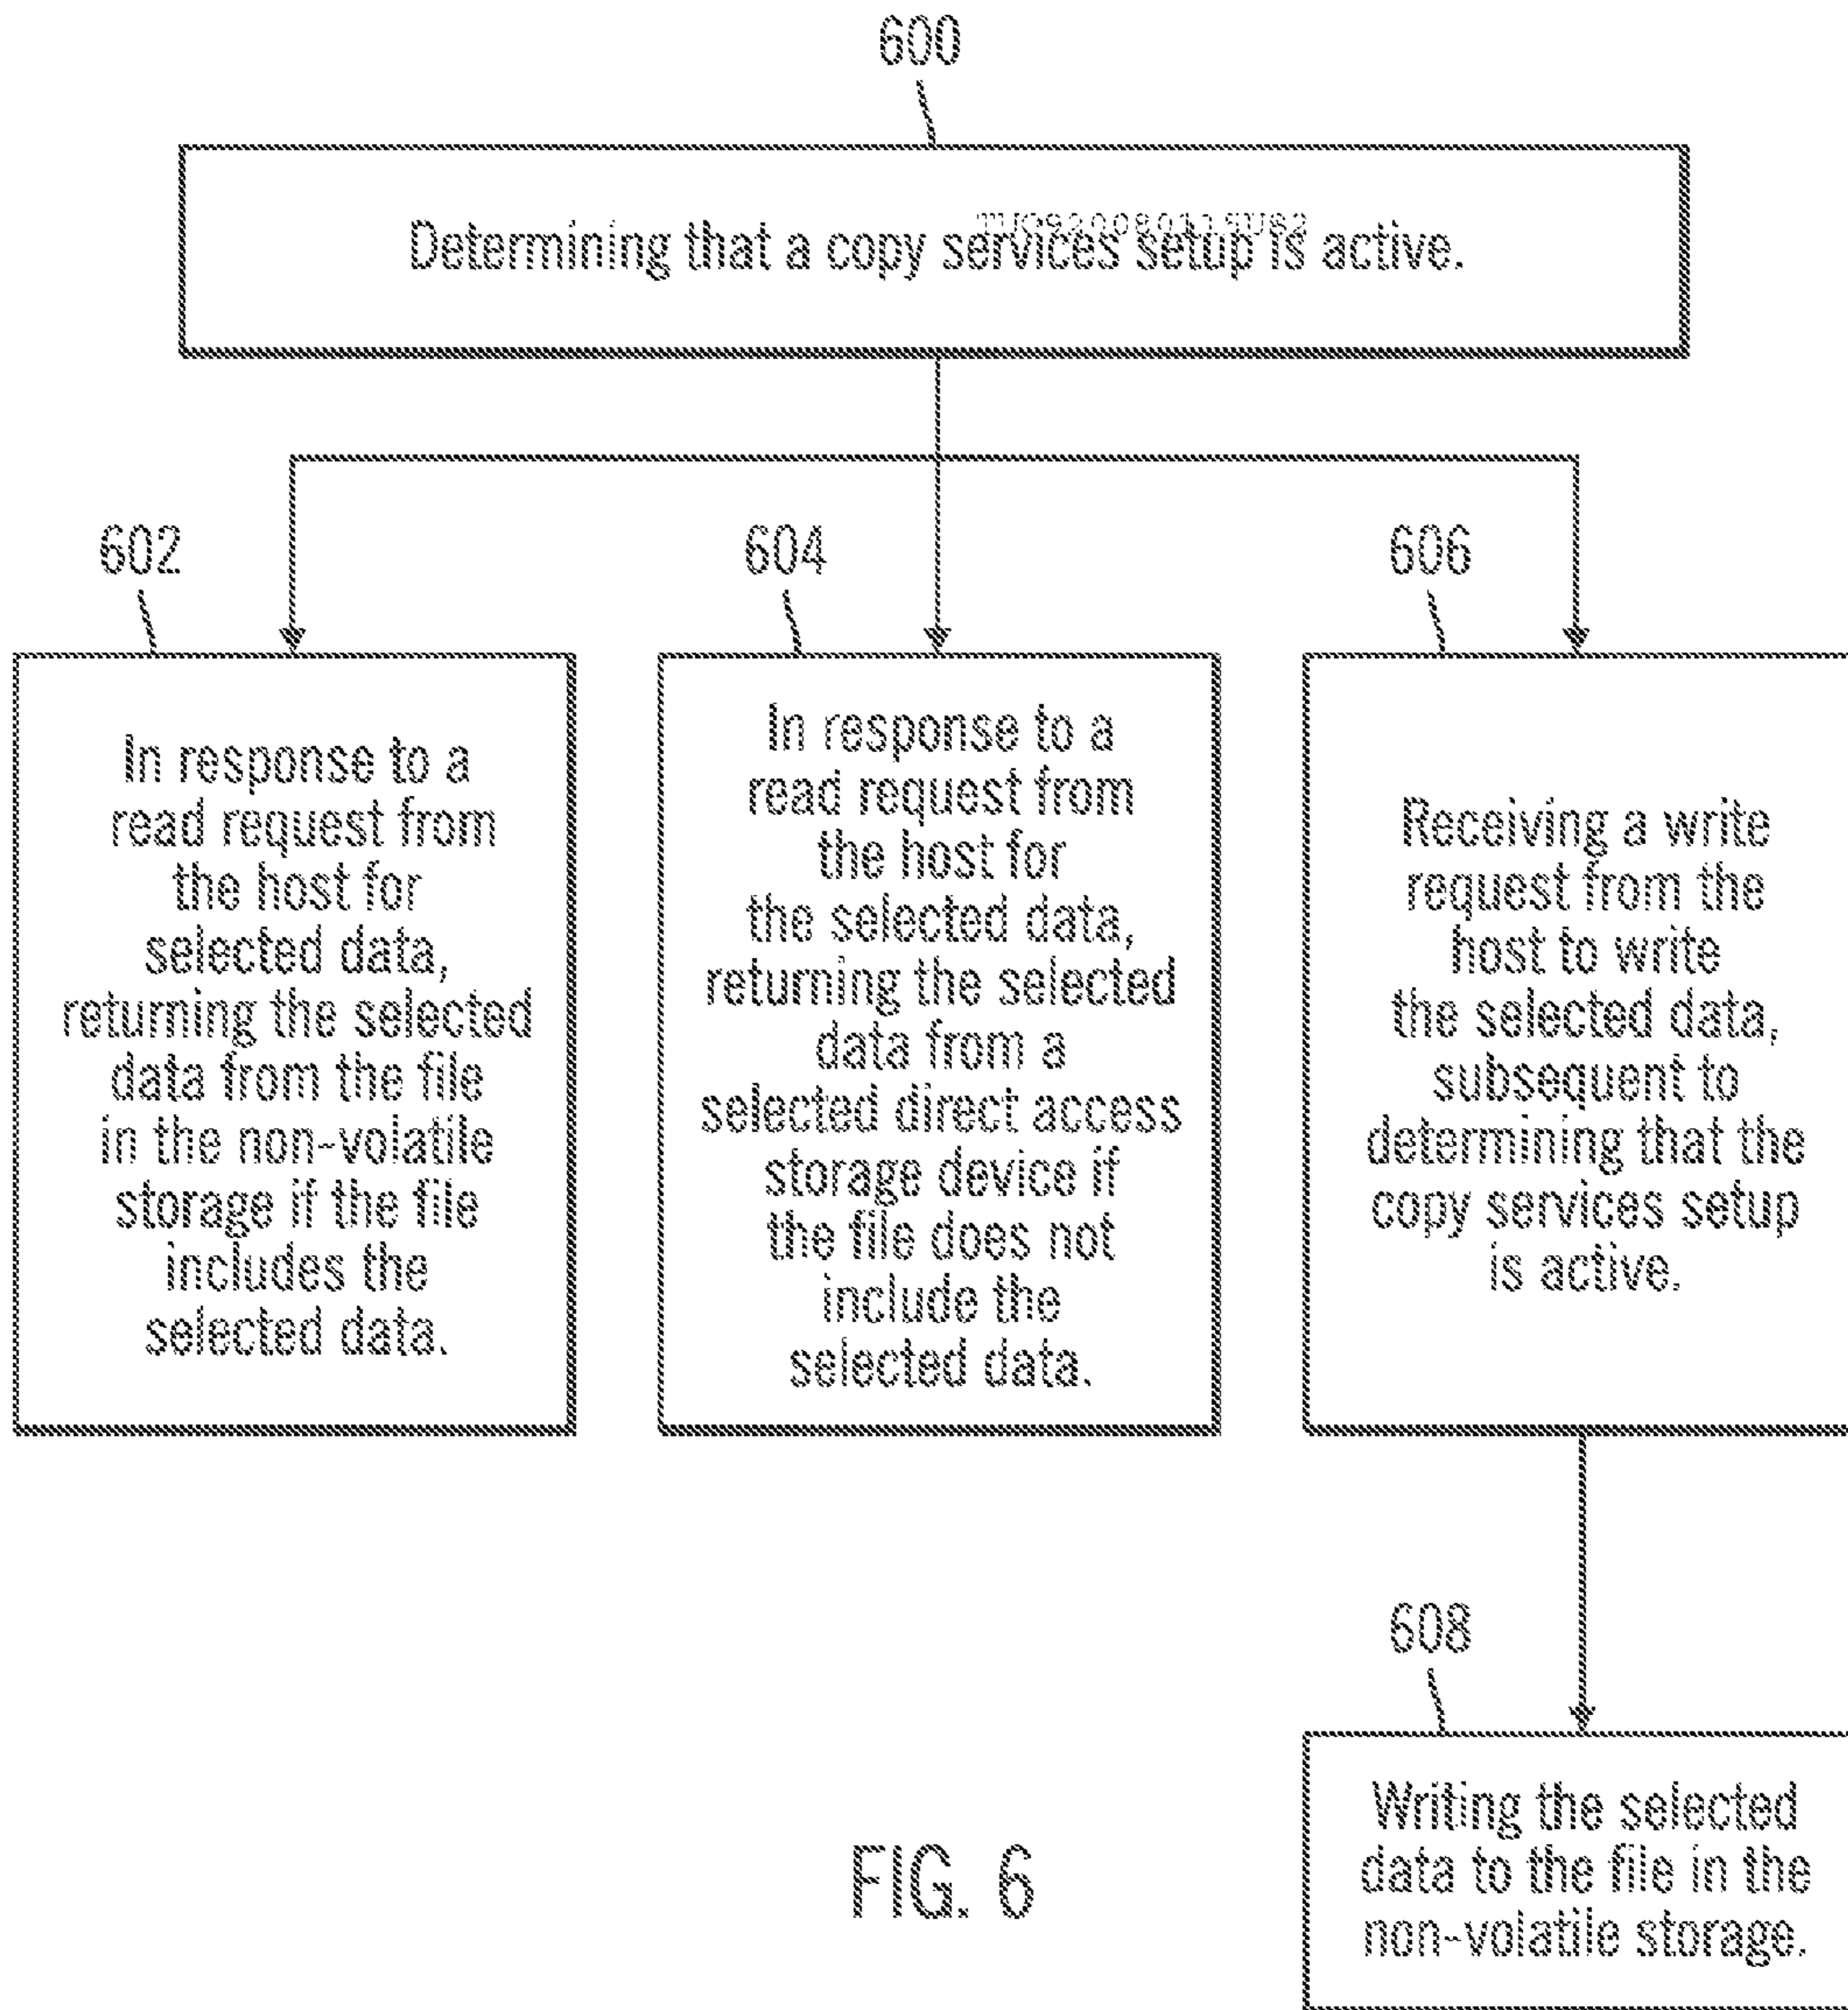 600
Determining that a copy services setup is active.
602
In response to a
read request from
the host for
selected data,
returning the selected
data from the file
in the non-volatile
storage if the file
includes the
selected data.
604
In response to a
read request from
the host for
the selected data,
returning the selected
data from a
selected direct access
storage device if
the file does not
include the
selected data.
606
Receiving a write
request from the
host to write
the selected data,
subsequent to
determining that the
copy services setup
is active.
608
Writing the selected
data to the file in the
non-volatile storage.
FIG. 6